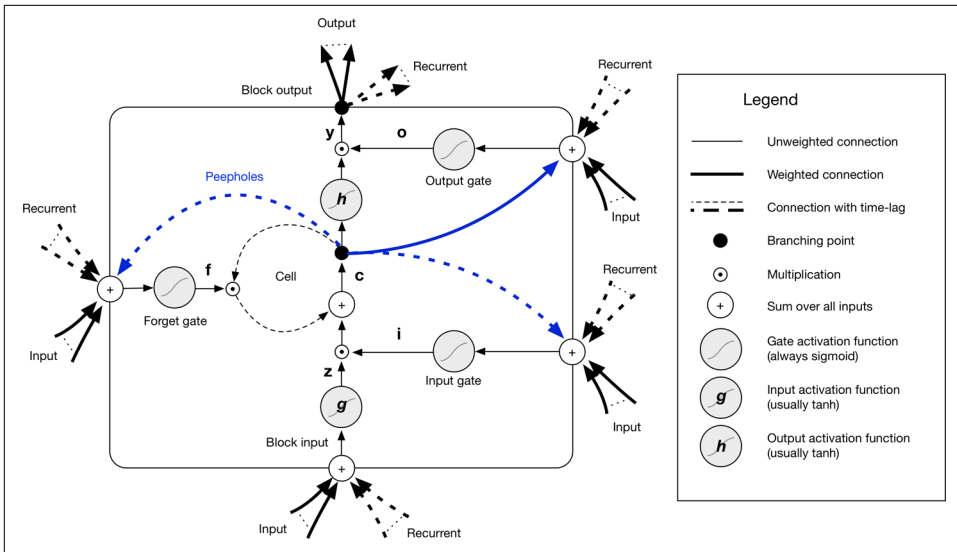 Output
Recurrent
Block output
Recurrent
y
o
Output gate
Input
Peepholes
h
Recurrent
Recurrent
f
Cell
c
Forget gate
Input
i
Input gate
z
g
Input
Block input
Input
Recurrent
Legend
Unweighted connection
Weighted connection
Connection with time-lag
Branching point
Multiplication
Sum over all inputs
Gate activation function
(always sigmoid)
g
Input activation function
(usually tanh)
h
Output activation function
(usually tanh)